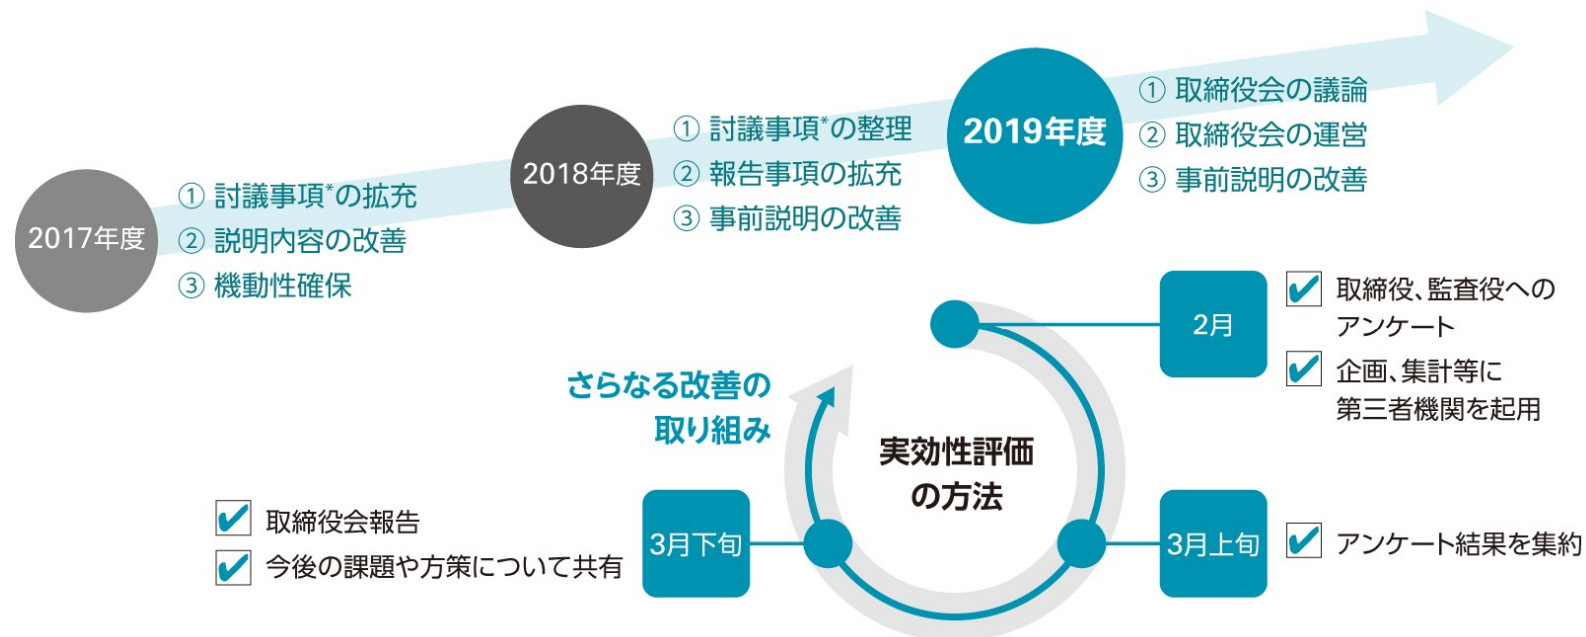 2017年度
① 討議事項*の拡充
② 説明内容の改善
③ 機動性確保
2018年度
① 討議事項*の整理
② 報告事項の拡充
③ 事前説明の改善
2019年度
① 取締役会の議論
② 取締役会の運営
③ 事前説明の改善
実効性評価
の方法
2月
取締役、監査役への
アンケート
企画、集計等に
第三者機関を起用
3月上旬
アンケート結果を集約
3月下旬
取締役会報告
今後の課題や方策について共有
さらなる改善の
取り組み